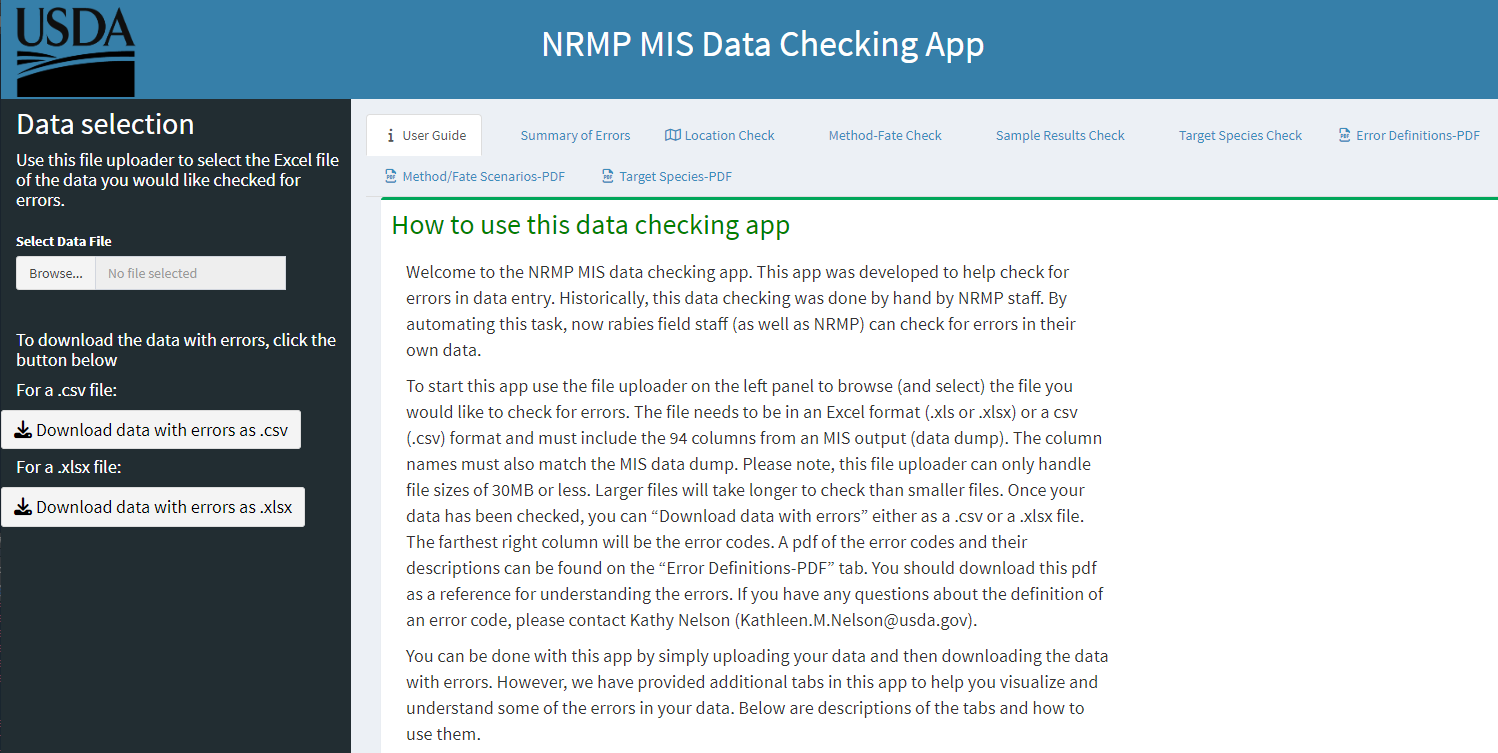 USDA
NRMP MIS Data Checking App
Data selection
Use this file uploader to select the Excel file
of the data you would like checked for
errors.
Select Data File
Browse... No file selected
To download the data with errors, click the
button below
For a .csv file:
Download data with errors as .csv
For a .xlsx file:
Download data with errors as .xlsx
User Guide Summary of Errors Location Check Method-Fate Check Sample Results Check Target Species Check Error Definitions-PDF
Method/Fate Scenarios-PDF Target Species-PDF
How to use this data checking app
Welcome to the NRMP MIS data checking app. This app was developed to help check for
errors in data entry. Historically, this data checking was done by hand by NRMP staff. By
automating this task, now rabies field staff (as well as NRMP) can check for errors in their
own data.
To start this app use the file uploader on the left panel to browse (and select) the file you
would like to check for errors. The file needs to be in an Excel format (.xls or .xlsx) or a csv
(.csv) format and must include the 94 columns from an MIS output (data dump). The column
names must also match the MIS data dump. Please note, this file uploader can only handle
file sizes of 30MB or less. Larger files will take longer to check than smaller files. Once your
data has been checked, you can “Download data with errors” either as a .csv or a .xlsx file.
The farthest right column will be the error codes. A pdf of the error codes and their
descriptions can be found on the “Error Definitions-PDF” tab. You should download this pdf
as a reference for understanding the errors. If you have any questions about the definition of
an error code, please contact Kathy Nelson (Kathleen.M.Nelson@usda.gov).
You can be done with this app by simply uploading your data and then downloading the data
with errors. However, we have provided additional tabs in this app to help you visualize and
understand some of the errors in your data. Below are descriptions of the tabs and how to
use them.